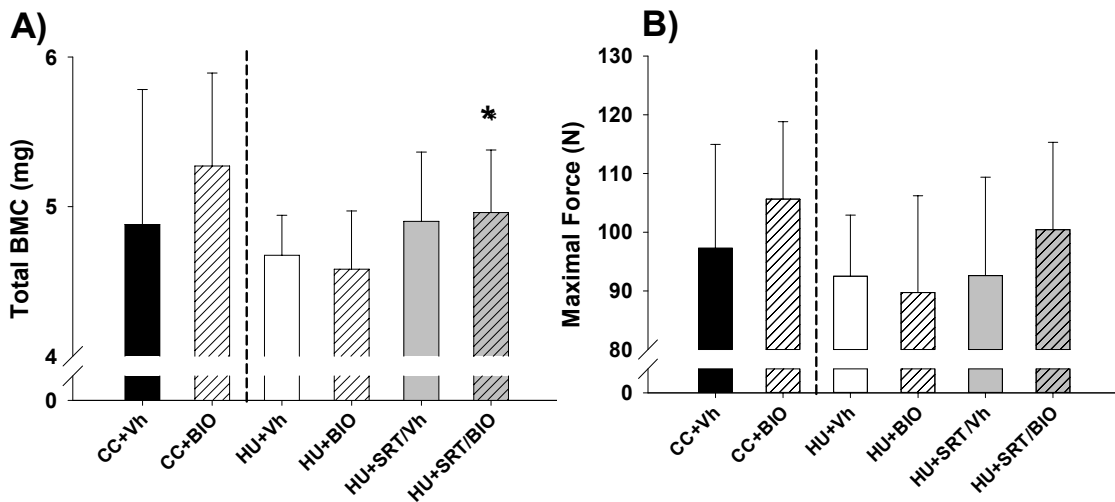 A)
Total BMC (mg)
6
5
4
0
CC+Vh
CC+BIO
HU+Vh
HU+BIO
HU+SRT/Vh
HU+SRT/BIO
*
B)
Maximal Force (N)
130
120
110
100
90
80
0
CC+Vh
CC+BIO
HU+Vh
HU+BIO
HU+SRT/Vh
HU+SRT/BIO